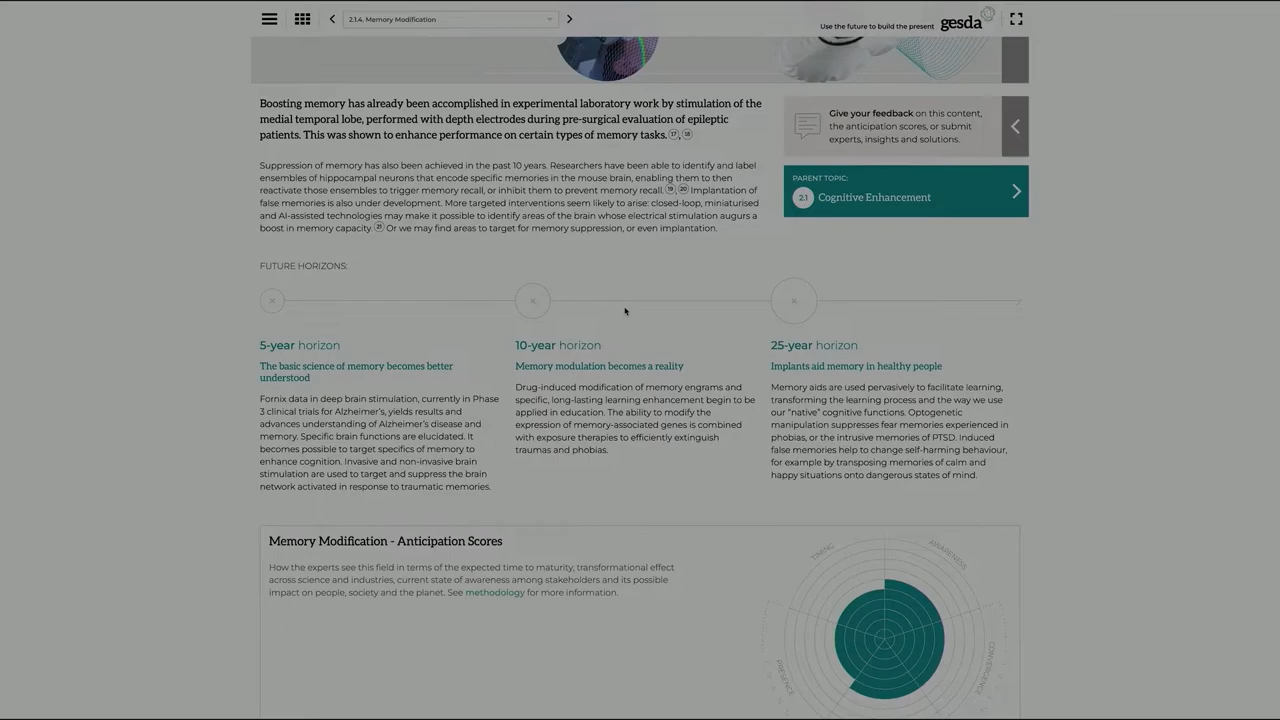 2.1.4. Memory Modification
Use the future to build the present
gesda
Boosting memory has already been accomplished in experimental laboratory work by stimulation of the
medial temporal lobe, performed with depth electrodes during pre-surgical evaluation of epileptic
patients. This was shown to enhance performance on certain types of memory tasks. 17, 18
Suppression of memory has also been achieved in the past 10 years. Researchers have been able to identify and label
ensembles of hippocampal neurons that encode specific memories in the mouse brain, enabling them to then
reactivate those ensembles to trigger memory recall, or inhibit them to prevent memory recall. 19, 20 Implantation of
false memories is also under development. More targeted interventions seem likely to arise: closed-loop, miniaturised
and AI-assisted technologies may make it possible to identify areas of the brain whose electrical stimulation augurs a
boost in memory capacity. 21 Or we may find areas to target for memory suppression, or even implantation.
Give your feedback on this content,
the anticipation scores, or submit
experts, insights and solutions.
PARENT TOPIC:
2.1 Cognitive Enhancement
FUTURE HORIZONS:
5-year horizon
The basic science of memory becomes better
understood
Fornix data in deep brain stimulation, currently in Phase
3 clinical trials for Alzheimer's, yields results and
advances understanding of Alzheimer's disease and
memory. Specific brain functions are elucidated. It
becomes possible to target specifics of memory to
enhance cognition. Invasive and non-invasive brain
stimulation are used to target and suppress the brain
network activated in response to traumatic memories.
10-year horizon
Memory modulation becomes a reality
Drug-induced modification of memory engrams and
specific, long-lasting learning enhancement begin to be
applied in education. The ability to modify the
expression of memory-associated genes is combined
with exposure therapies to efficiently extinguish
traumas and phobias.
25-year horizon
Implants aid memory in healthy people
Memory aids are used pervasively to facilitate learning,
transforming the learning process and the way we use
our “native” cognitive functions. Optogenetic
manipulation suppresses fear memories experienced in
phobias, or the intrusive memories of PTSD. Induced
false memories help to change self-harming behaviour,
for example by transposing memories of calm and
happy situations onto dangerous states of mind.
Memory Modification - Anticipation Scores
How the experts see this field in terms of the expected time to maturity, transformational effect
across science and industries, current state of awareness among stakeholders and its possible
impact on people, society and the planet. See methodology for more information.
TIMING
AWARENESS
PRESENCE
CONVERGENCE